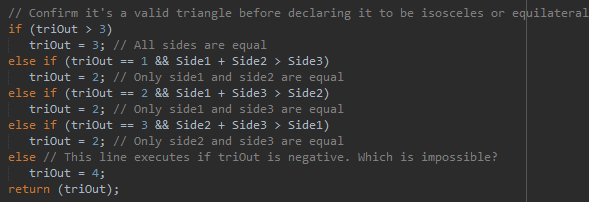 // Confirm it's a valid triangle before declaring it to be isosceles or equilateral
if (triOut > 3)
triOut = 3; // All sides are equal
else if (triOut == 1 && Side1 + Side2 > Side3)
triOut = 2; // Only side1 and side2 are equal
else if (triOut == 2 && Side1 + Side3 > Side2)
triOut = 2; // Only side1 and side3 are equal
else if (triOut == 3 && Side2 + Side3 > Side1)
triOut = 2; // Only side2 and side3 are equal
else // This line executes if triOut is negative. Which is impossible?
triOut = 4;
return (triOut);